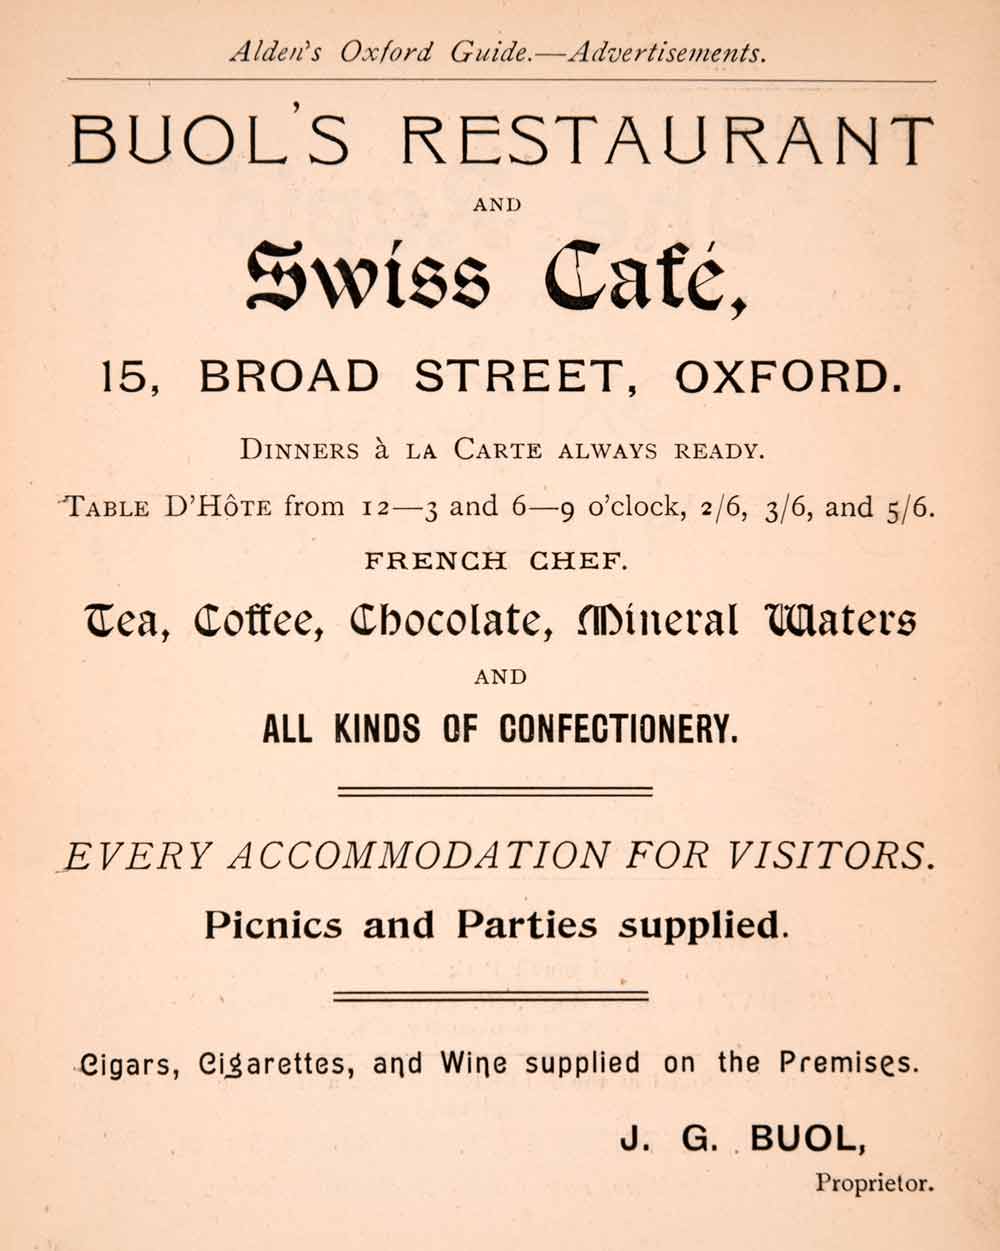 Alden's Oxford Guide.—Advertisements.
BUOL'S RESTAURANT
AND
Swiss Café,
15, BROAD STREET, OXFORD.
DINNERS à LA CARTE ALWAYS READY.
TABLE D'HÔTE from 12—3 and 6—9 o'clock, 2/6, 3/6, and 5/6.
FRENCH CHEF.
Tea, Coffee, Chocolate, Mineral Waters
AND
ALL KINDS OF CONFECTIONERY.
EVERY ACCOMMODATION FOR VISITORS.
Picnics and Parties supplied.
Cigars, Cigarettes, and Wine supplied on the Premises.
J. G. BUOL,
Proprietor.